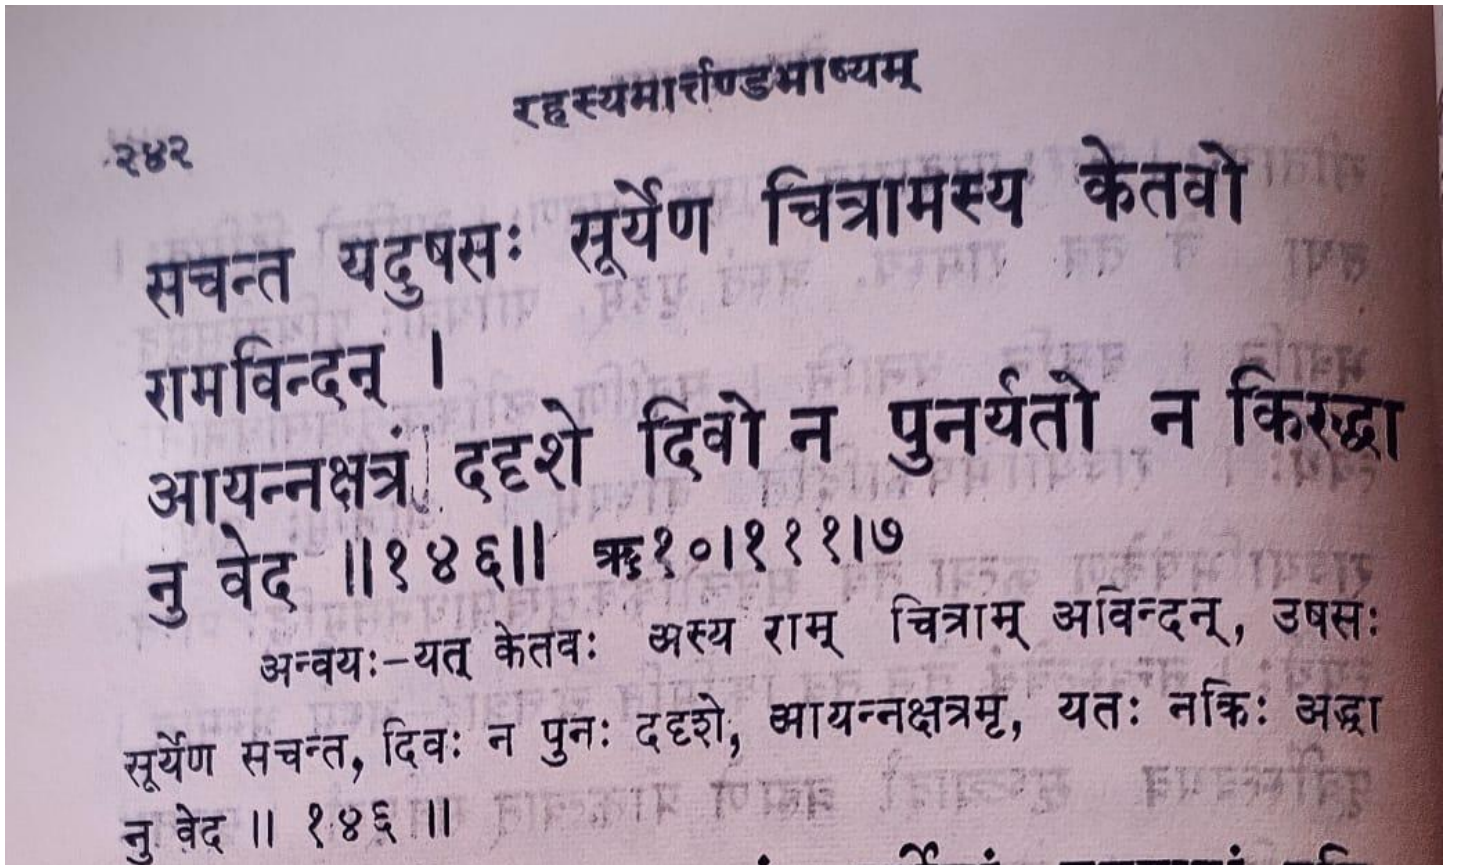 रहस्यमार्त्तण्डभाष्यम्
२४२
सचन्त यदुषसः सूर्येण चित्रामस्य केतवो
रामविन्दन् ।
आयन्नक्षत्रं ददृशे दिवो न पुनर्यतो न किरद्धा
नु वेद ॥१४६॥ ऋ१०।१११।७
अन्वयः-यत् केतवः अस्य राम् चित्राम् अविन्दन्, उषसः
सूर्येण सचन्त, दिवः न पुनः ददृशे, आयन्नक्षत्रमृ, यतः नकिः अद्धा
नु वेद ॥ १४६ ॥